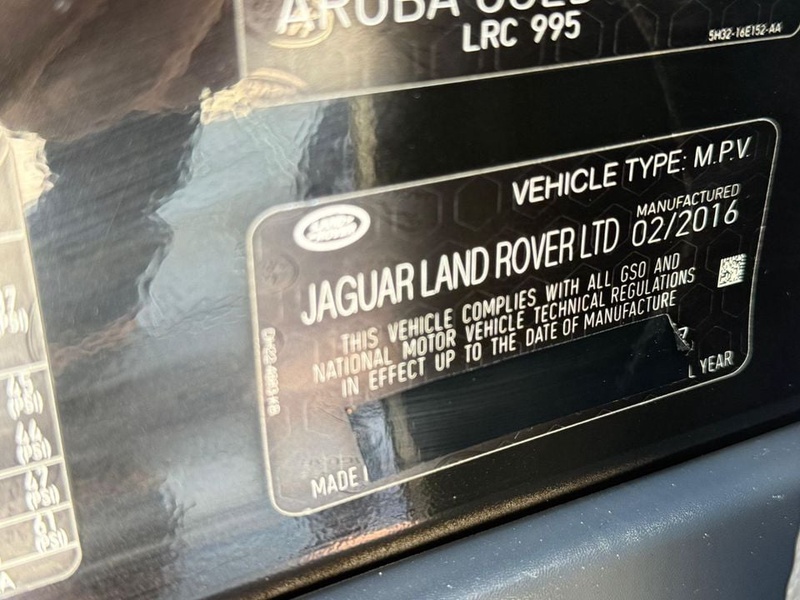 LRC 995
5H32-16E152-AA
VEHICLE TYPE: M.P.V
LAND ROVER
MANUFACTURED
JAGUAR LAND ROVER LTD 02/2016
THIS VEHICLE COMPLIES WITH ALL GSO AND
NATIONAL MOTOR VEHICLE TECHNICAL REGULATIONS
IN EFFECT UP TO THE DATE OF MANUFACTURE
L YEAR
MADE I
(PSI)
(PSI)
(PSI)
(PSI)
A